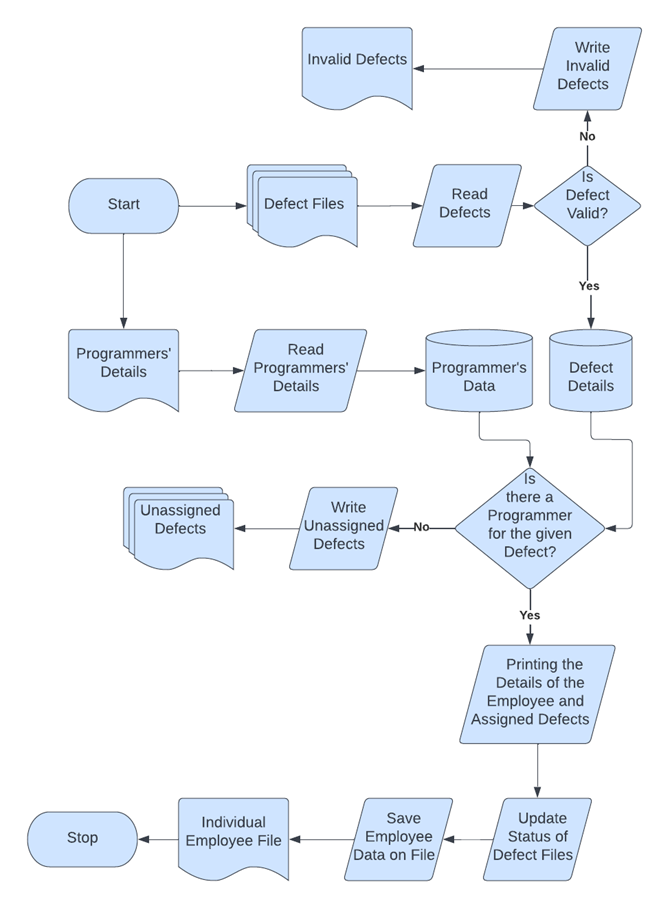 Invalid Defects
Write
Invalid
Defects
No
Start
Defect Files
Read
Defects
Is
Defect
Valid?
Yes
Programmers'
Details
Read
Programmers'
Details
Programmer's
Data
Defect
Details
Unassigned
Defects
Write
Unassigned
Defects
No
Is
there a
Programmer
for the given
Defect?
Yes
Printing the
Details of the
Employee and
Assigned Defects
Stop
Individual
Employee File
Save
Employee
Data on File
Update
Status of
Defect Files